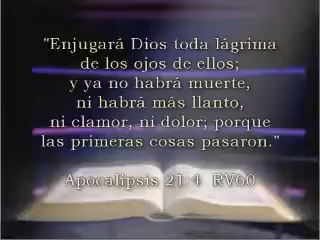 "Enjugará Dios toda lágrima
de los ojos de ellos;
y ya no habrá muerte,
ni habrá más llanto,
ni clamor, ni dolor; porque
las primeras cosas pasaron."
Apocalipsis 21:4 RV60